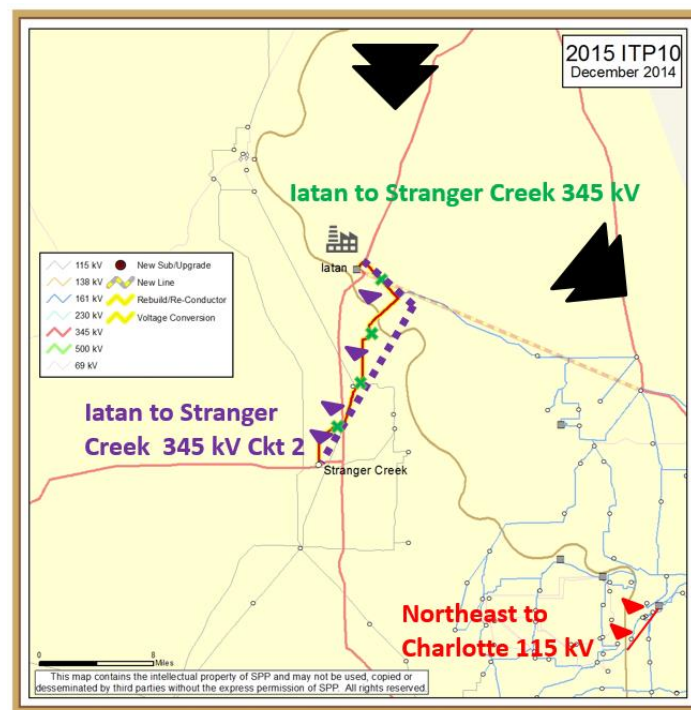 2015 ITP10
December 2014
Iatan to Stranger Creek 345 kV
Iatan
115 kV
138 kV
161 kV
230 kV
345 kV
500 kV
69 kV
New Sub/Upgrade
New Line
Rebuild/Re-Conductor
Voltage Conversion
Iatan to Stranger
Creek 345 kV Ckt 2
Stranger Creek
Northeast to
Charlotte 115 kV
0 8
Miles
This map contains the intellectual property of SPP and may not be used, copied or
desseminated by third parties without the express permission of SPP. All rights reserved.